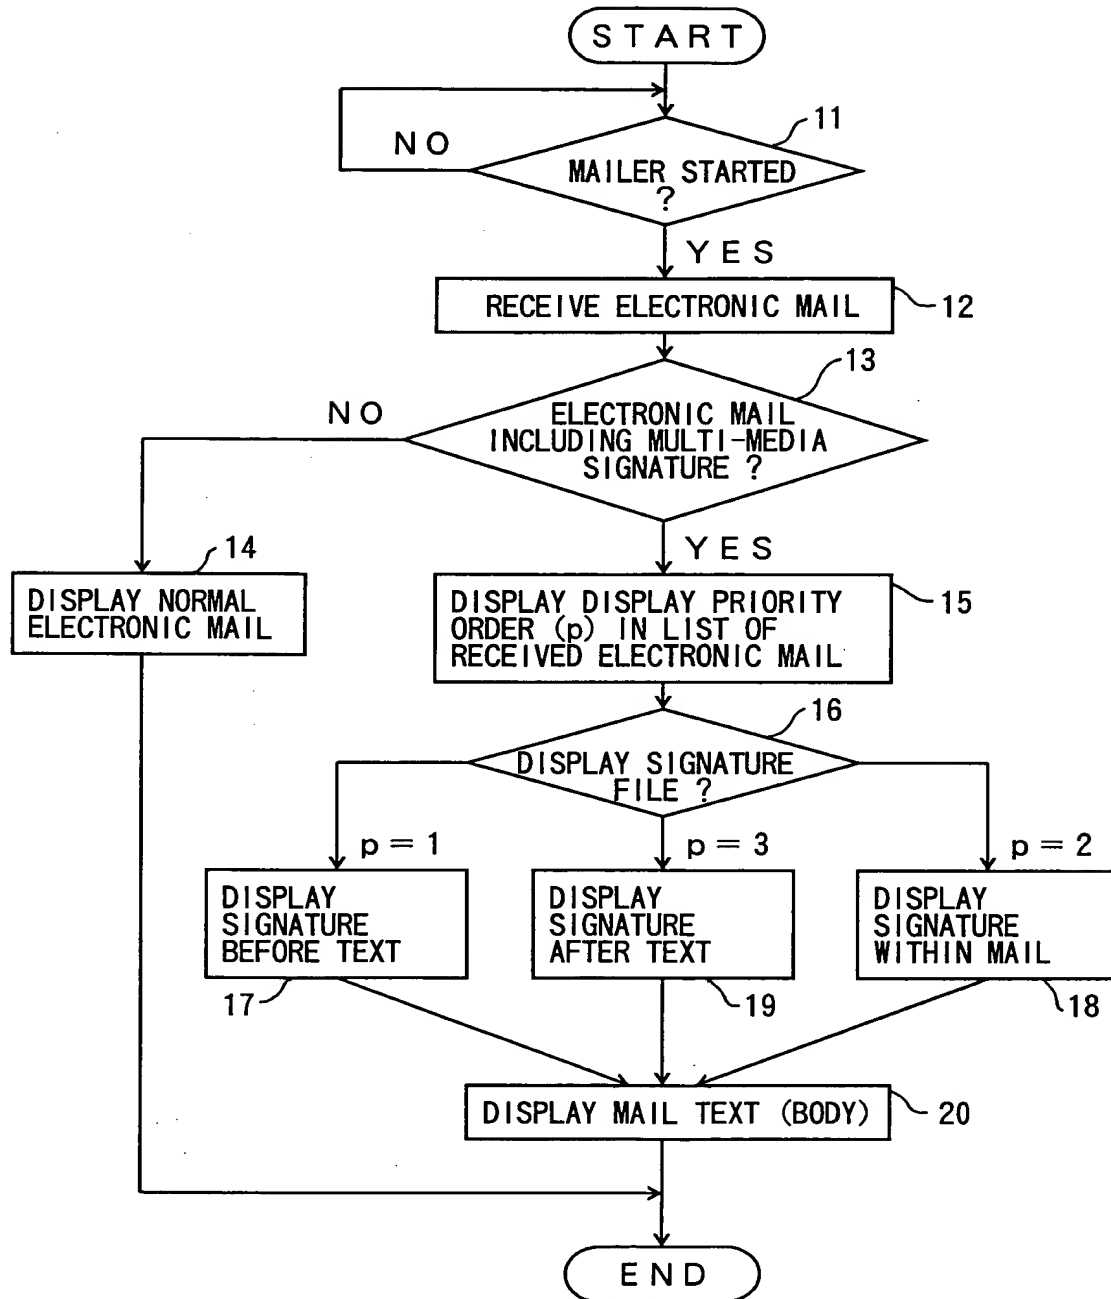 START
11
NO
MAILER STARTED
?
YES
RECEIVE ELECTRONIC MAIL
12
13
NO
ELECTRONIC MAIL
INCLUDING MULTI-MEDIA
SIGNATURE ?
YES
14
DISPLAY NORMAL
ELECTRONIC MAIL
15
DISPLAY DISPLAY PRIORITY
ORDER (p) IN LIST OF
RECEIVED ELECTRONIC MAIL
16
DISPLAY SIGNATURE
FILE ?
p = 1
p = 3
p = 2
DISPLAY
SIGNATURE
BEFORE TEXT
DISPLAY
SIGNATURE
AFTER TEXT
DISPLAY
SIGNATURE
WITHIN MAIL
17
19
18
DISPLAY MAIL TEXT (BODY)
20
END